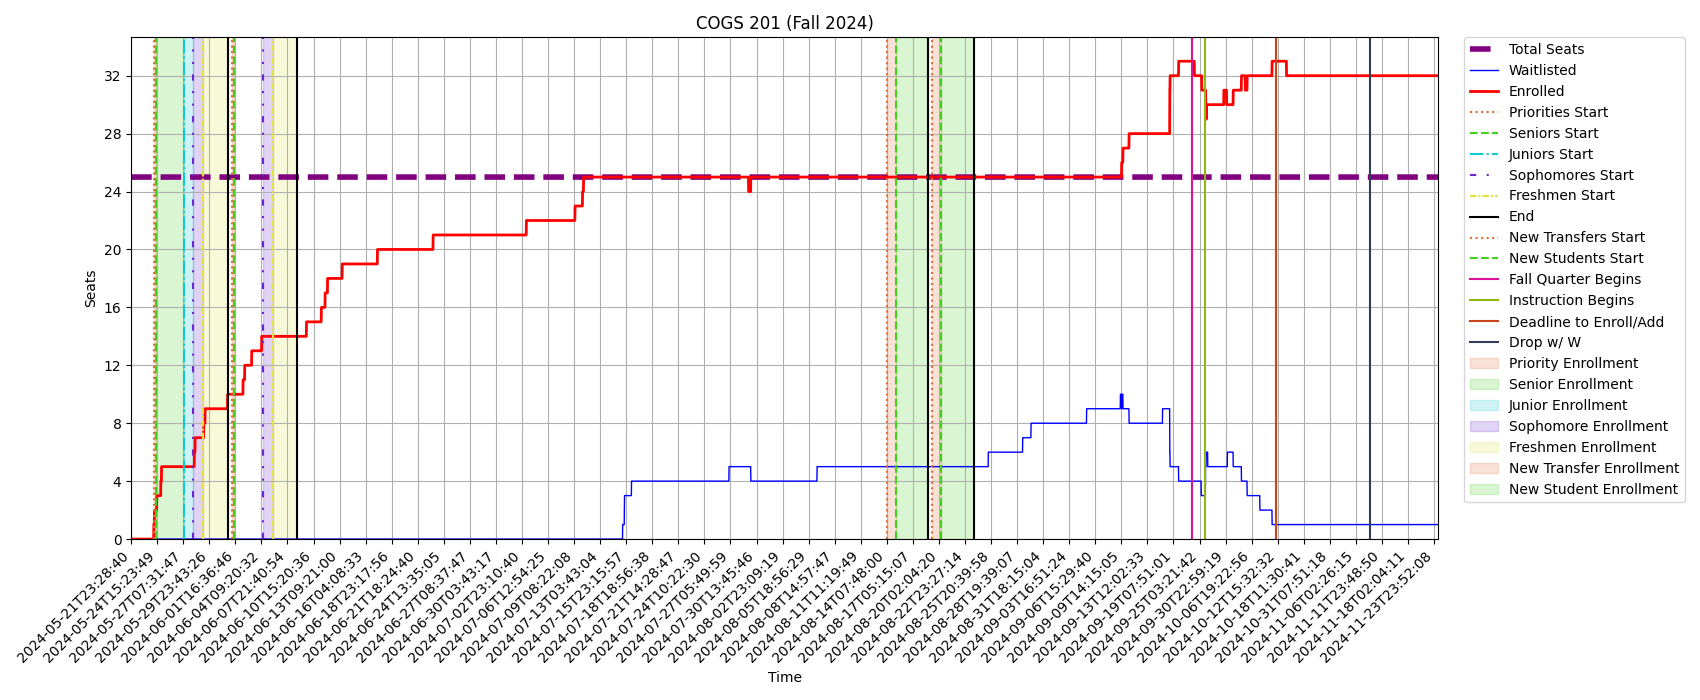 COGS 201 (Fall 2024)
Seats
32
28
24
20
16
12
8
4
0
2024-05-21T23:28:40
2024-05-24T15:23:49
2024-05-27T07:31:47
2024-05-29T23:43:26
2024-06-01T16:36:46
2024-06-04T09:20:32
2024-06-07T21:40:54
2024-06-10T15:20:36
2024-06-13T09:21:00
2024-06-16T04:08:33
2024-06-18T23:17:56
2024-06-21T18:24:40
2024-06-24T13:35:05
2024-06-27T08:37:47
2024-06-30T03:43:17
2024-07-02T23:10:40
2024-07-06T12:54:25
2024-07-09T08:22:08
2024-07-13T03:43:04
2024-07-15T23:15:57
2024-07-18T18:56:38
2024-07-21T14:28:47
2024-07-24T10:22:30
2024-07-27T05:49:59
2024-07-30T13:45:46
2024-08-02T23:09:19
2024-08-05T18:56:29
2024-08-08T14:57:47
2024-08-11T11:19:49
2024-08-14T07:48:00
2024-08-17T05:15:07
2024-08-20T02:04:20
2024-08-22T23:27:14
2024-08-25T20:39:58
2024-08-28T19:39:07
2024-08-31T18:15:04
2024-09-03T16:51:24
2024-09-06T15:29:40
2024-09-09T14:15:05
2024-09-13T12:02:33
2024-09-19T07:51:01
2024-09-25T03:21:42
2024-09-30T22:59:19
2024-10-06T19:22:56
2024-10-12T15:32:32
2024-10-18T11:30:41
2024-10-31T07:51:18
2024-11-06T02:26:15
2024-11-11T23:48:50
2024-11-18T02:04:11
2024-11-23T23:52:08
Time
Total Seats
Waitlisted
Enrolled
Priorities Start
Seniors Start
Juniors Start
Sophomores Start
Freshmen Start
End
New Transfers Start
New Students Start
Fall Quarter Begins
Instruction Begins
Deadline to Enroll/Add
Drop w/ W
Priority Enrollment
Senior Enrollment
Junior Enrollment
Sophomore Enrollment
Freshmen Enrollment
New Transfer Enrollment
New Student Enrollment